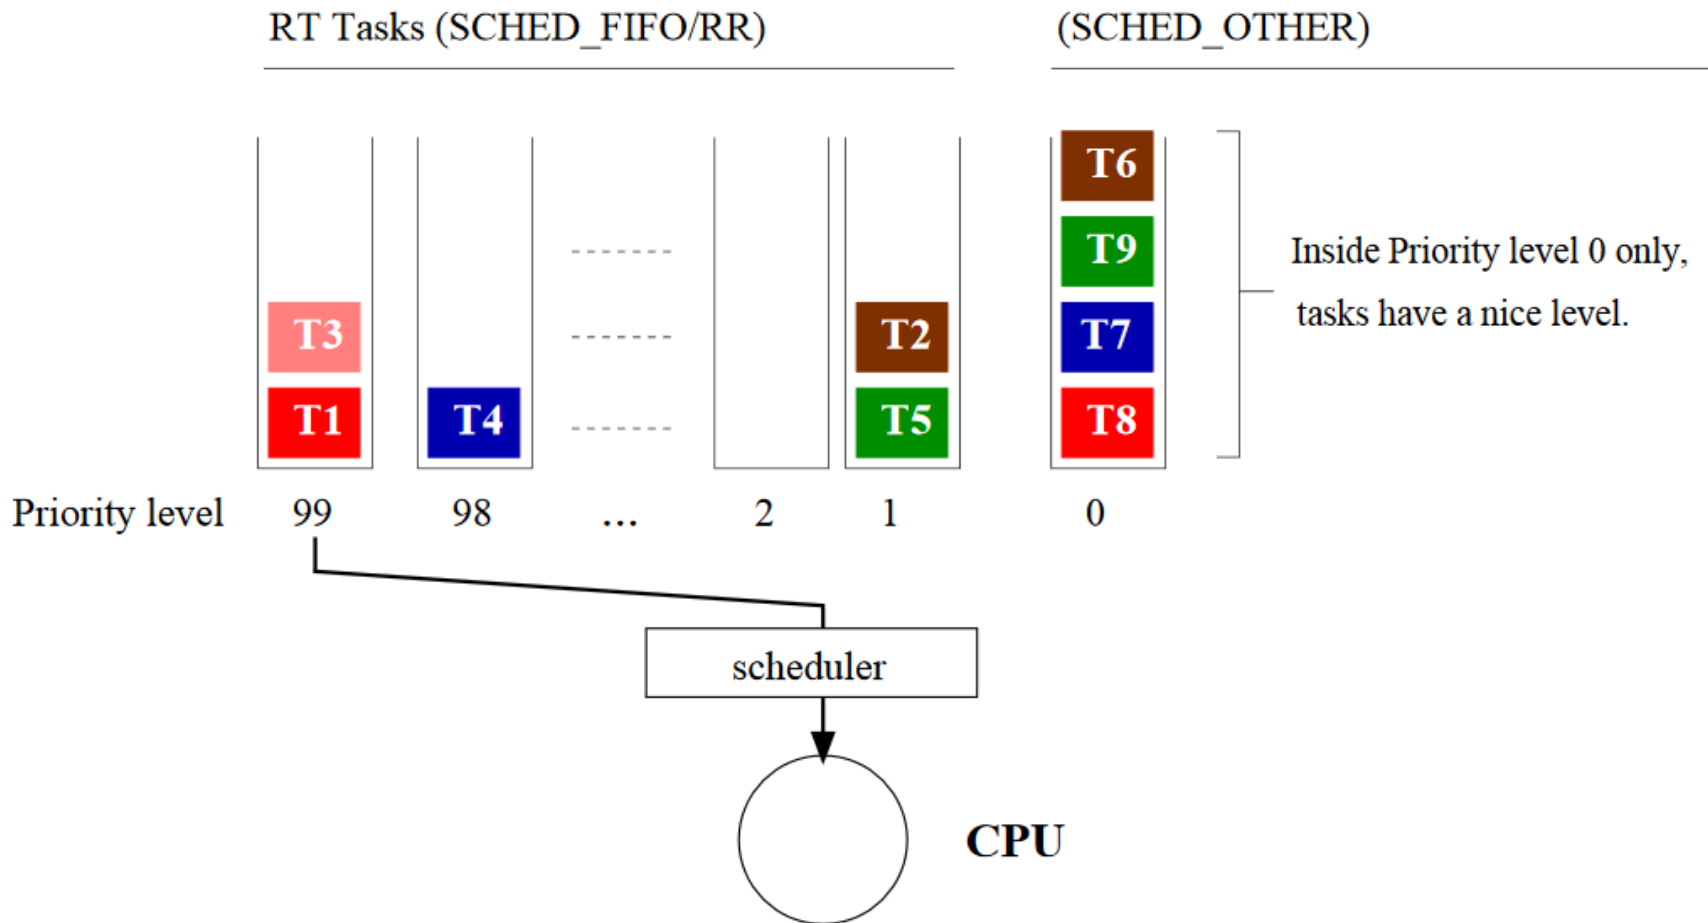 RT Tasks (SCHED_FIFO/RR)
(SCHED_OTHER)
T6
T9
Inside Priority level 0 only,
tasks have a nice level.
T3
T2
T7
T1
T4
T5
T8
Priority level 99 98 ... 2 1 0
scheduler
CPU